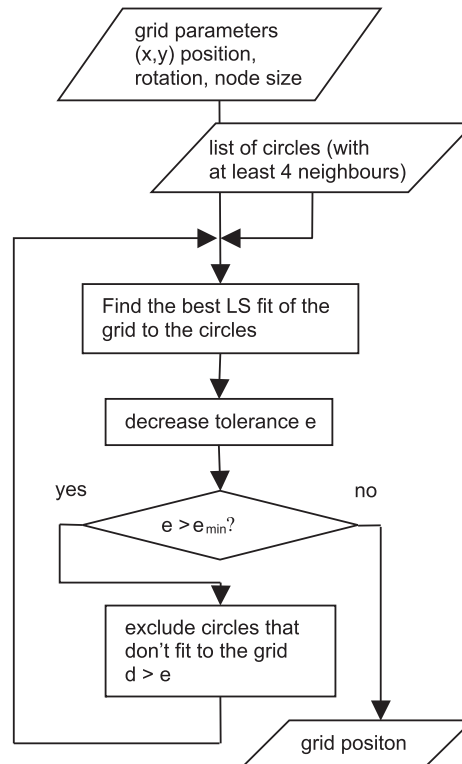 grid parameters
(x,y) position,
rotation, node size
list of circles (with
at least 4 neighbours)
Find the best LS fit of the
grid to the circles
decrease tolerance e
yes
no
e > emin?
exclude circles that
don't fit to the grid
d > e
grid positon